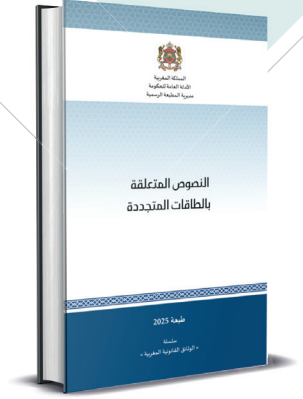 المملكة المغربية
الأمانة العامة للحكومة
مديرية المطبعة الرسمية
النصوص المتعلقة
بالطاقات المتجددة
طبعة 2025
سلسلة
« الوثائق القانونية المغربية »